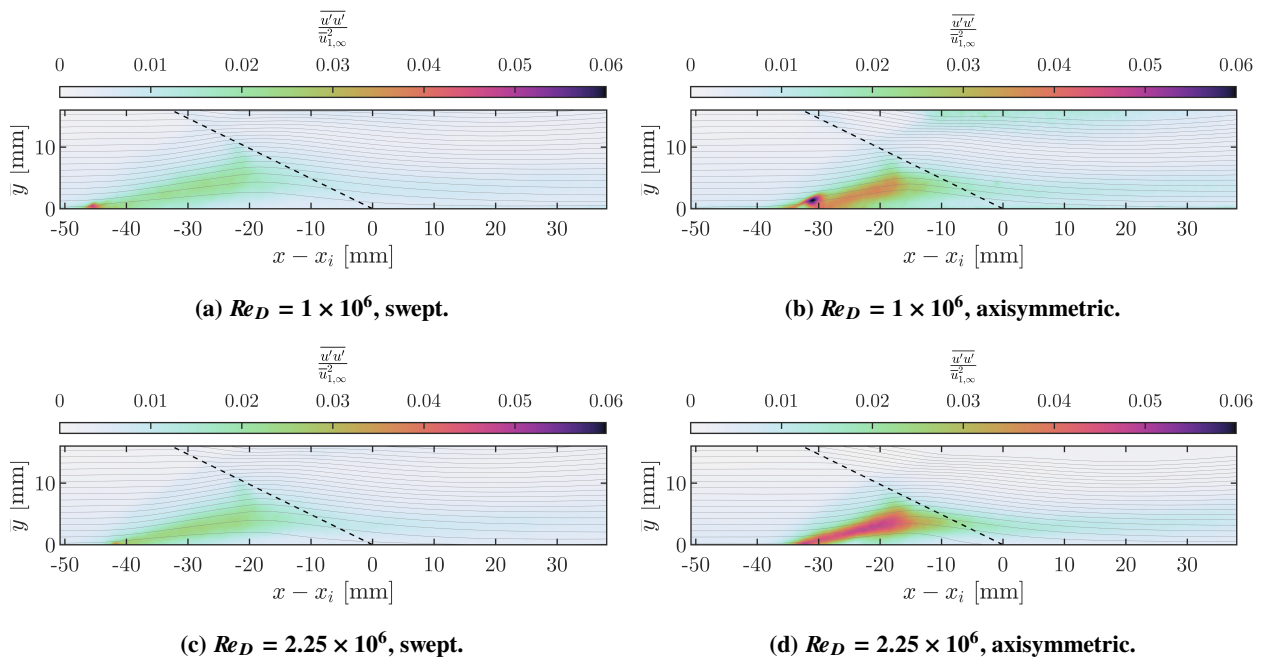 u′u′ / u̅²₁,∞
0 0.01 0.02 0.03 0.04 0.05 0.06
y̅ [mm]
10
0
-50 -40 -30 -20 -10 0 10 20 30
x − xᵢ [mm]
(a) Re_D = 1 × 10⁶, swept.
u′u′ / u̅²₁,∞
0 0.01 0.02 0.03 0.04 0.05 0.06
y̅ [mm]
10
0
-50 -40 -30 -20 -10 0 10 20 30
x − xᵢ [mm]
(b) Re_D = 1 × 10⁶, axisymmetric.
u′u′ / u̅²₁,∞
0 0.01 0.02 0.03 0.04 0.05 0.06
y̅ [mm]
10
0
-50 -40 -30 -20 -10 0 10 20 30
x − xᵢ [mm]
(c) Re_D = 2.25 × 10⁶, swept.
u′u′ / u̅²₁,∞
0 0.01 0.02 0.03 0.04 0.05 0.06
y̅ [mm]
10
0
-50 -40 -30 -20 -10 0 10 20 30
x − xᵢ [mm]
(d) Re_D = 2.25 × 10⁶, axisymmetric.